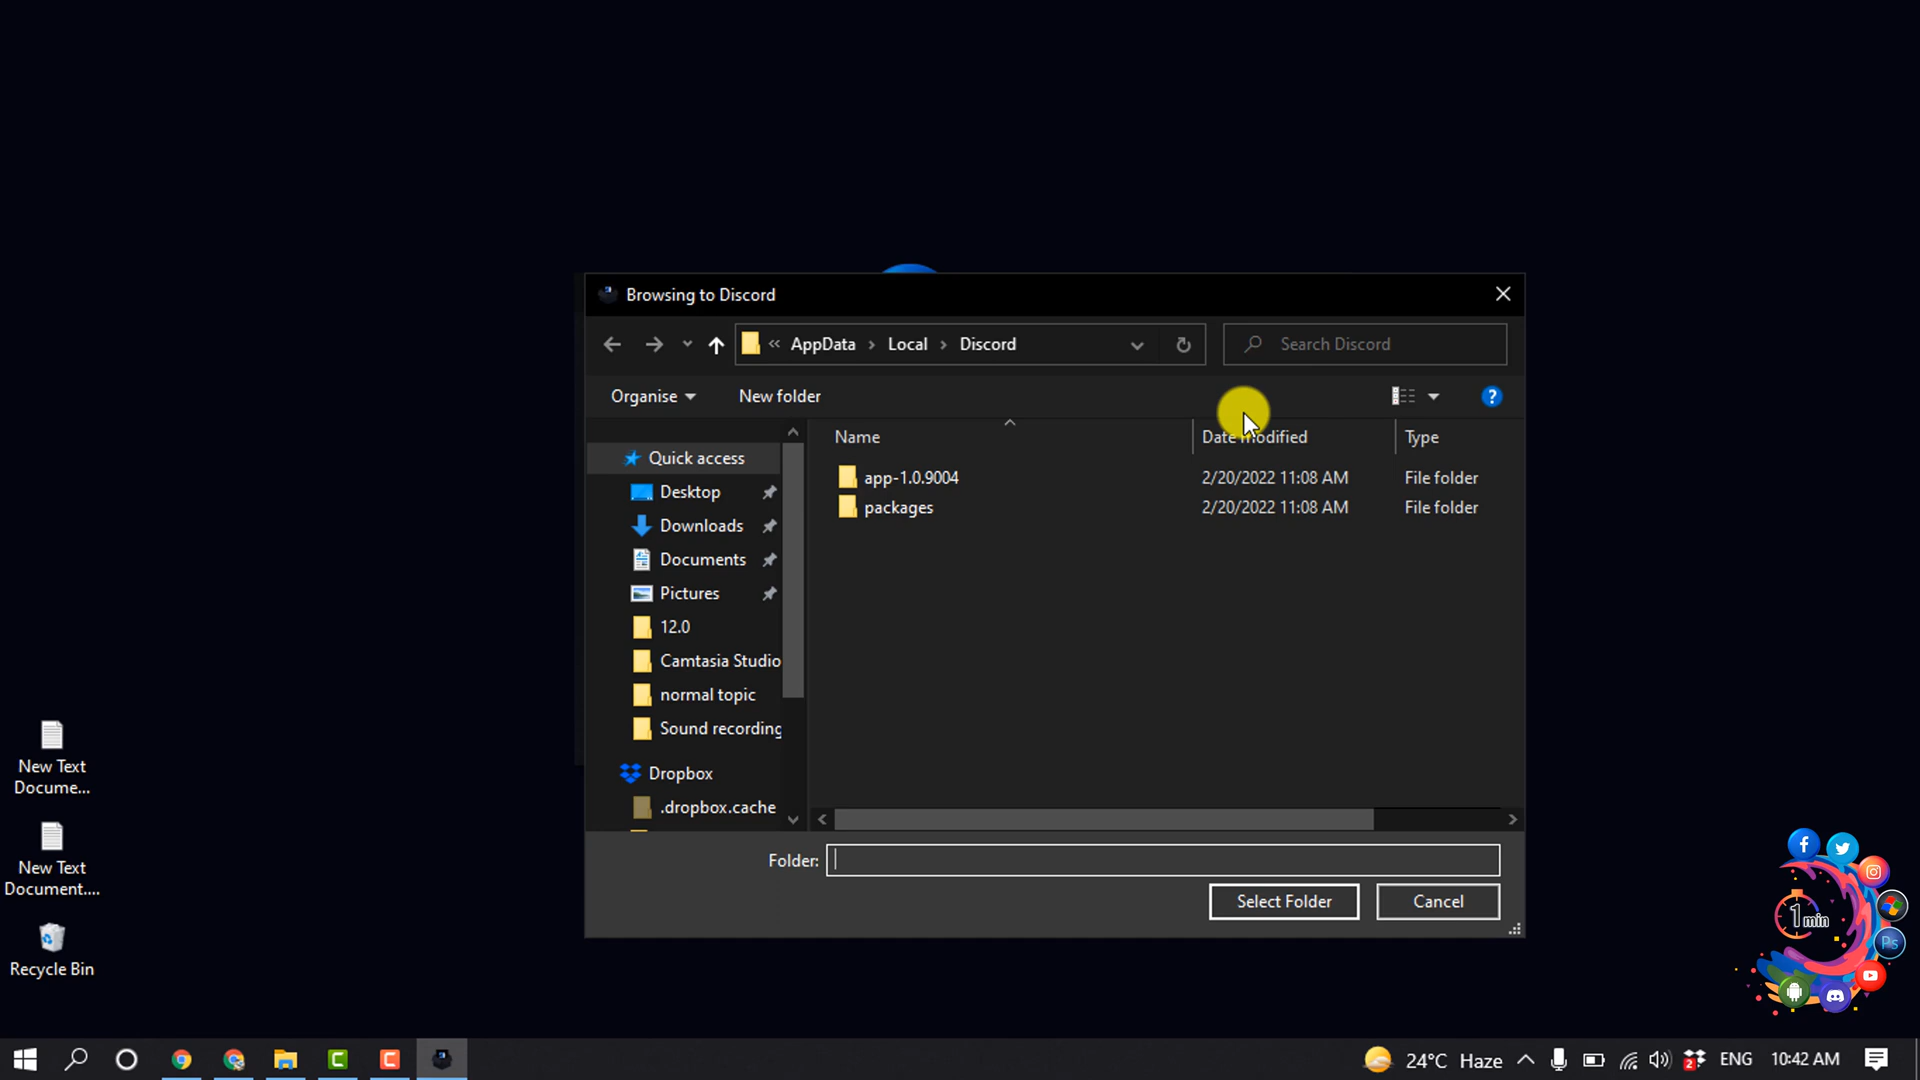 Browsing to Discord
« AppData › Local › Discord
Search Discord
Organise
New folder
Name
Date modified
Type
Quick access
Desktop
Downloads
Documents
Pictures
12.0
Camtasia Studio
normal topic
Sound recording
Dropbox
.dropbox.cache
app-1.0.9004 2/20/2022 11:08 AM File folder
packages 2/20/2022 11:08 AM File folder
Folder:
Select Folder
Cancel
New Text
Docume...
New Text
Document....
Recycle Bin
1 min
Ps
24°C Haze
2
ENG
10:42 AM